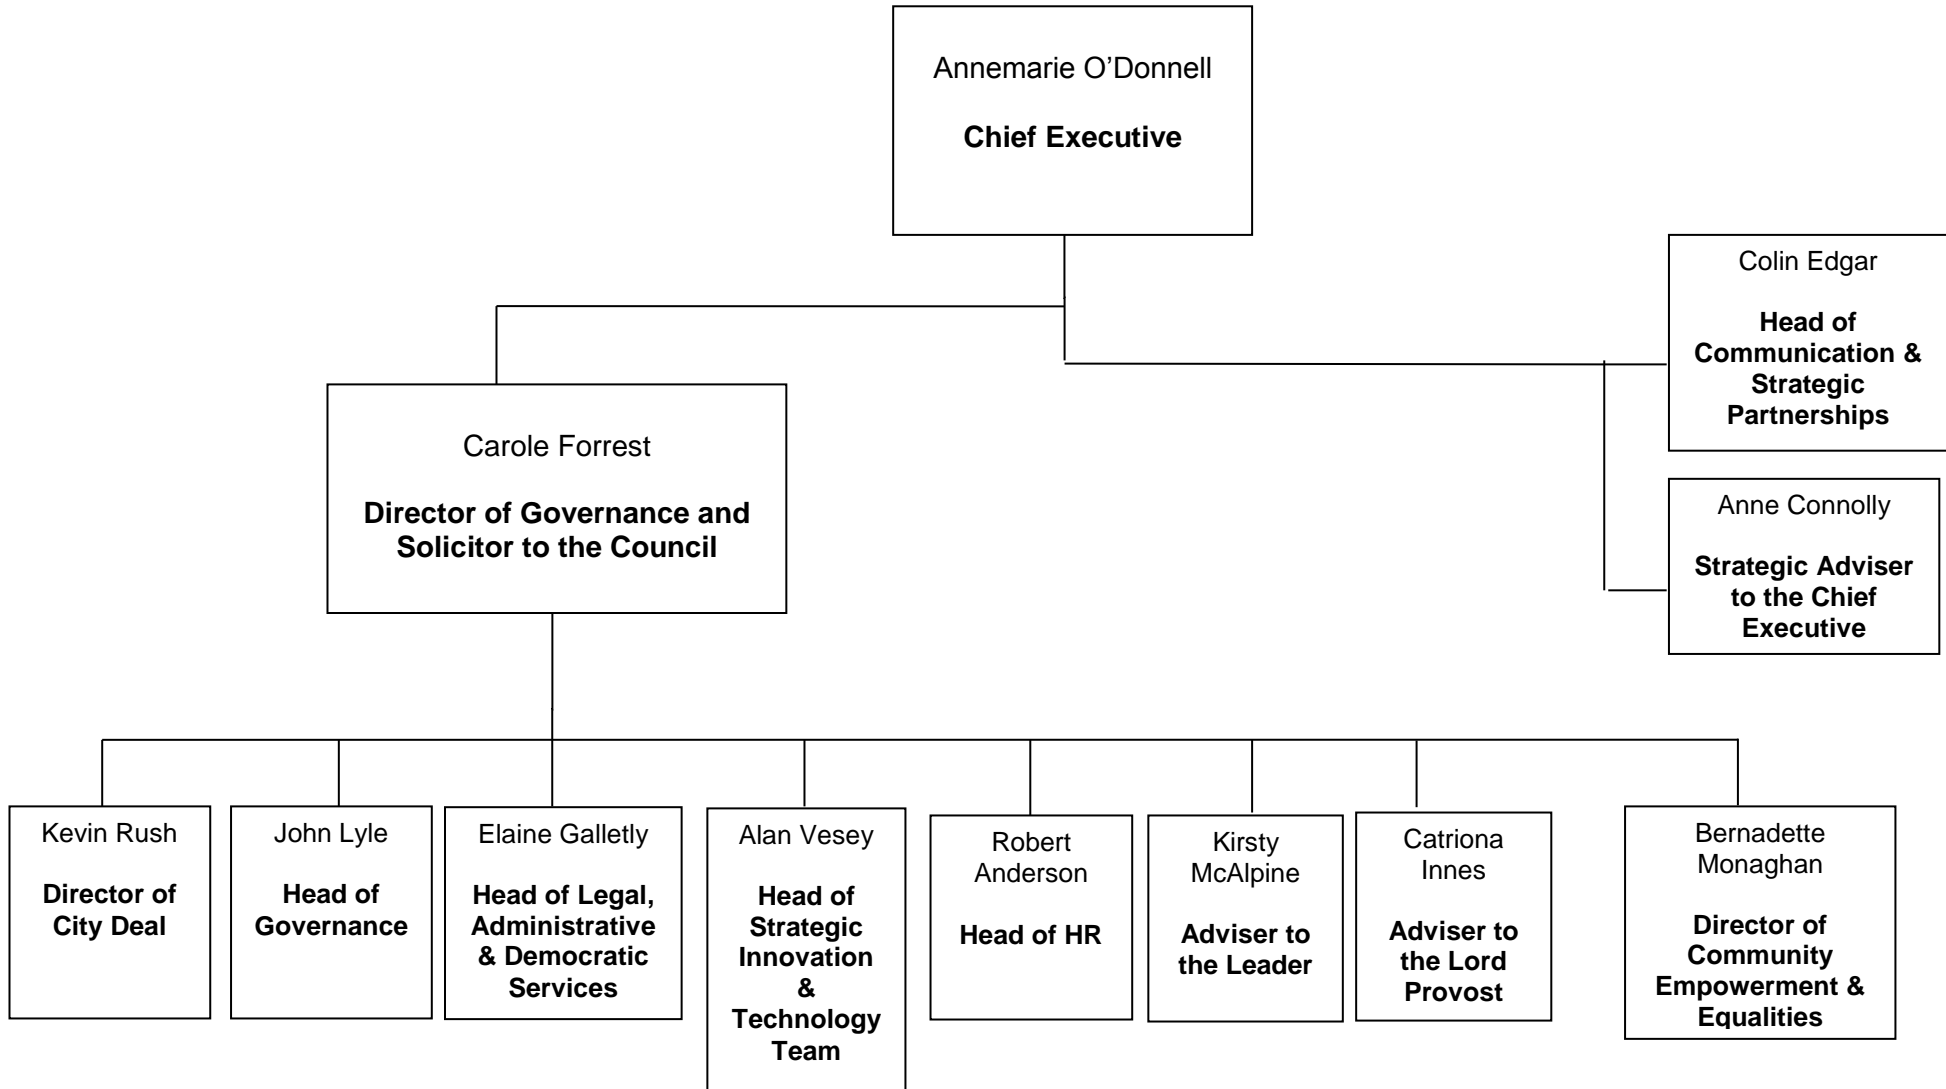 Annemarie O’Donnell
Chief Executive
Colin Edgar
Head of
Communication &
Strategic
Partnerships
Carole Forrest
Director of Governance and
Solicitor to the Council
Anne Connolly
Strategic Adviser
to the Chief
Executive
Kevin Rush
Director of
City Deal
John Lyle
Head of
Governance
Elaine Galletly
Head of Legal,
Administrative
& Democratic
Services
Alan Vesey
Head of
Strategic
Innovation
&
Technology
Team
Robert
Anderson
Head of HR
Kirsty
McAlpine
Adviser to
the Leader
Catriona
Innes
Adviser to
the Lord
Provost
Bernadette
Monaghan
Director of
Community
Empowerment &
Equalities